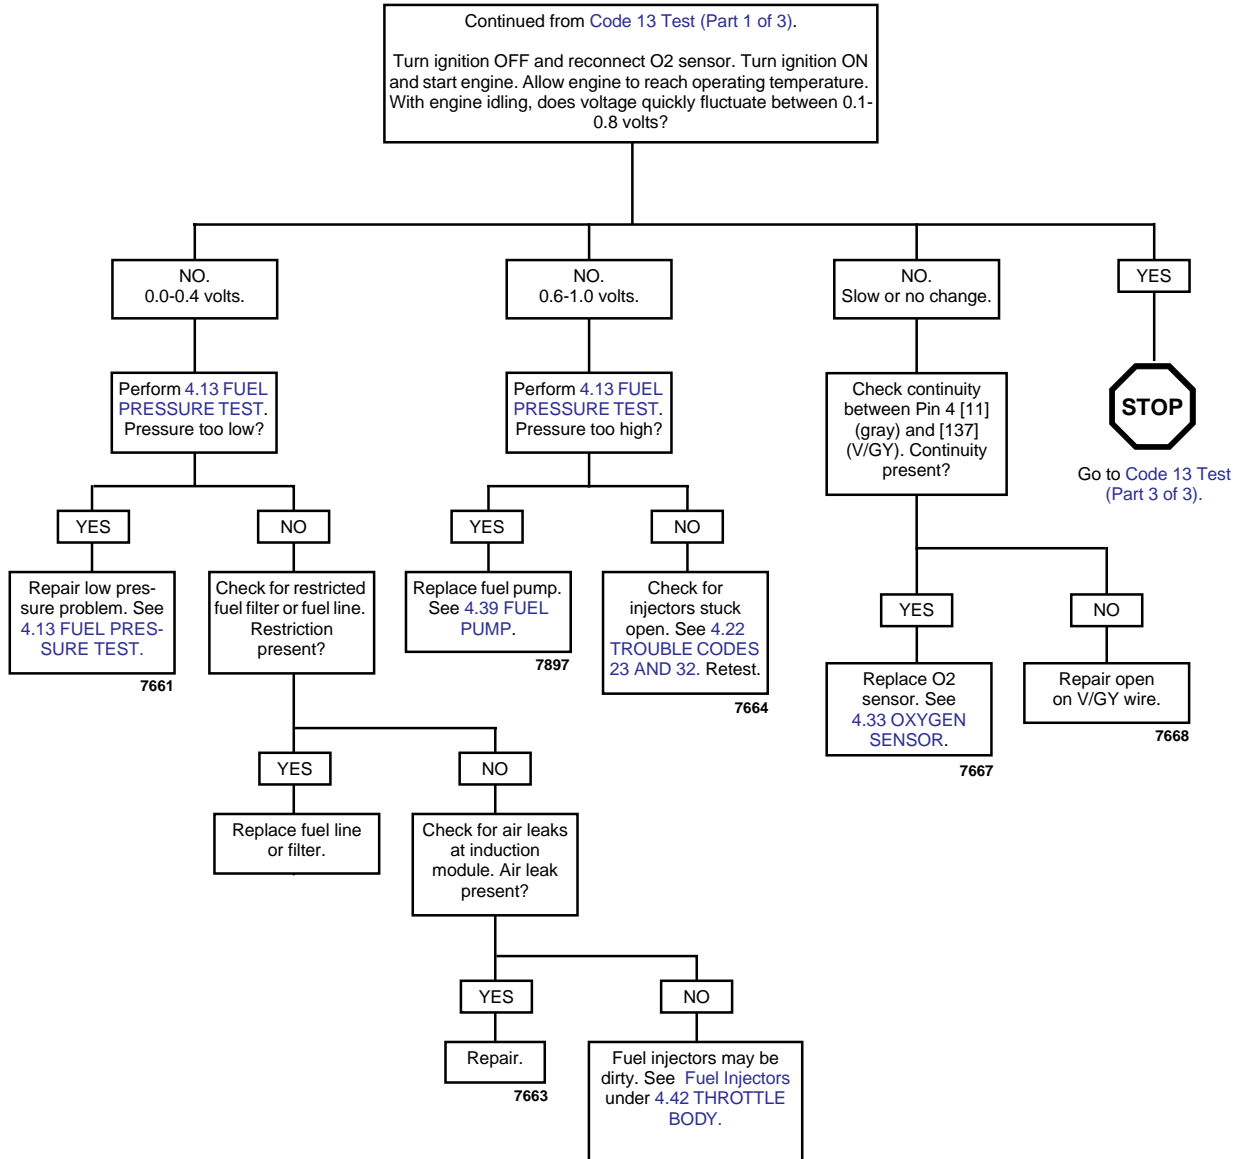 Continued from Code 13 Test (Part 1 of 3).
Turn ignition OFF and reconnect O2 sensor. Turn ignition ON
and start engine. Allow engine to reach operating temperature.
With engine idling, does voltage quickly fluctuate between 0.1-
0.8 volts?
NO.
0.0-0.4 volts.
NO.
0.6-1.0 volts.
NO.
Slow or no change.
YES
Perform 4.13 FUEL
PRESSURE TEST.
Pressure too low?
Perform 4.13 FUEL
PRESSURE TEST.
Pressure too high?
Check continuity
between Pin 4 [11]
(gray) and [137]
(V/GY). Continuity
present?
STOP
Go to Code 13 Test
(Part 3 of 3).
YES
NO
YES
NO
YES
NO
Repair low pres-
sure problem. See
4.13 FUEL PRES-
SURE TEST.
7661
Check for restricted
fuel filter or fuel line.
Restriction
present?
Replace fuel pump.
See 4.39 FUEL
PUMP.
7897
Check for
injectors stuck
open. See 4.22
TROUBLE CODES
23 AND 32. Retest.
7664
Replace O2
sensor. See
4.33 OXYGEN
SENSOR.
7667
Repair open
on V/GY wire.
7668
YES
NO
Replace fuel line
or filter.
Check for air leaks
at induction
module. Air leak
present?
YES
NO
Repair.
7663
Fuel injectors may be
dirty. See Fuel Injectors
under 4.42 THROTTLE
BODY.